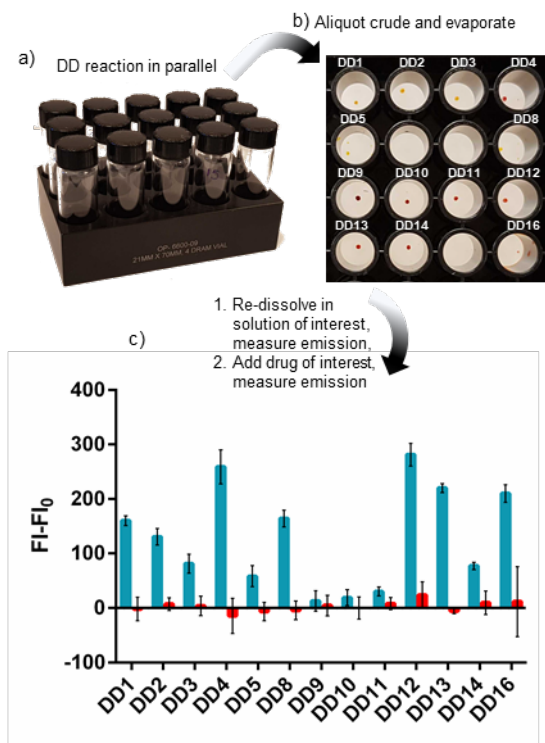 b) Aliquot crude and evaporate
a)
DD reaction in parallel
DD1 DD2 DD3 DD4
DD5 DD8
DD9 DD10 DD11 DD12
DD13 DD14 DD16
OP- 6600-09
21MM X 70MM, 4 DRAM VIAL
1. Re-dissolve in
solution of interest,
measure emission,
2. Add drug of interest,
measure emission
c)
400
300
200
100
0
-100
FI-FI₀
DD1 DD2 DD3 DD4 DD5 DD8 DD9 DD10 DD11 DD12 DD13 DD14 DD16